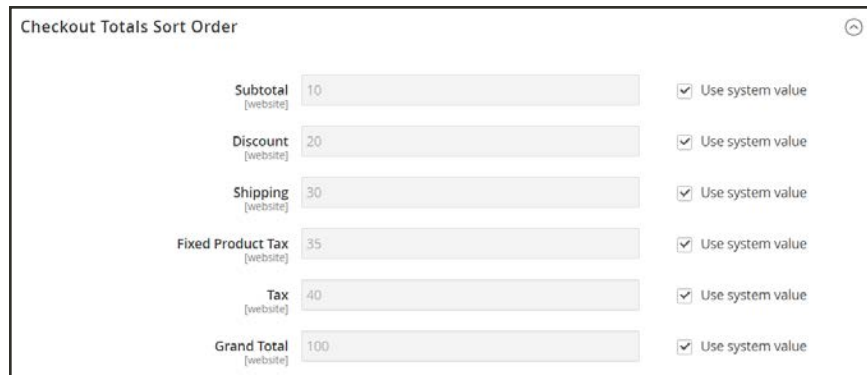 Checkout Totals Sort Order
Subtotal 10 Use system value
[website]
Discount 20 Use system value
[website]
Shipping 30 Use system value
[website]
Fixed Product Tax 35 Use system value
[website]
Tax 40 Use system value
[website]
Grand Total 100 Use system value
[website]